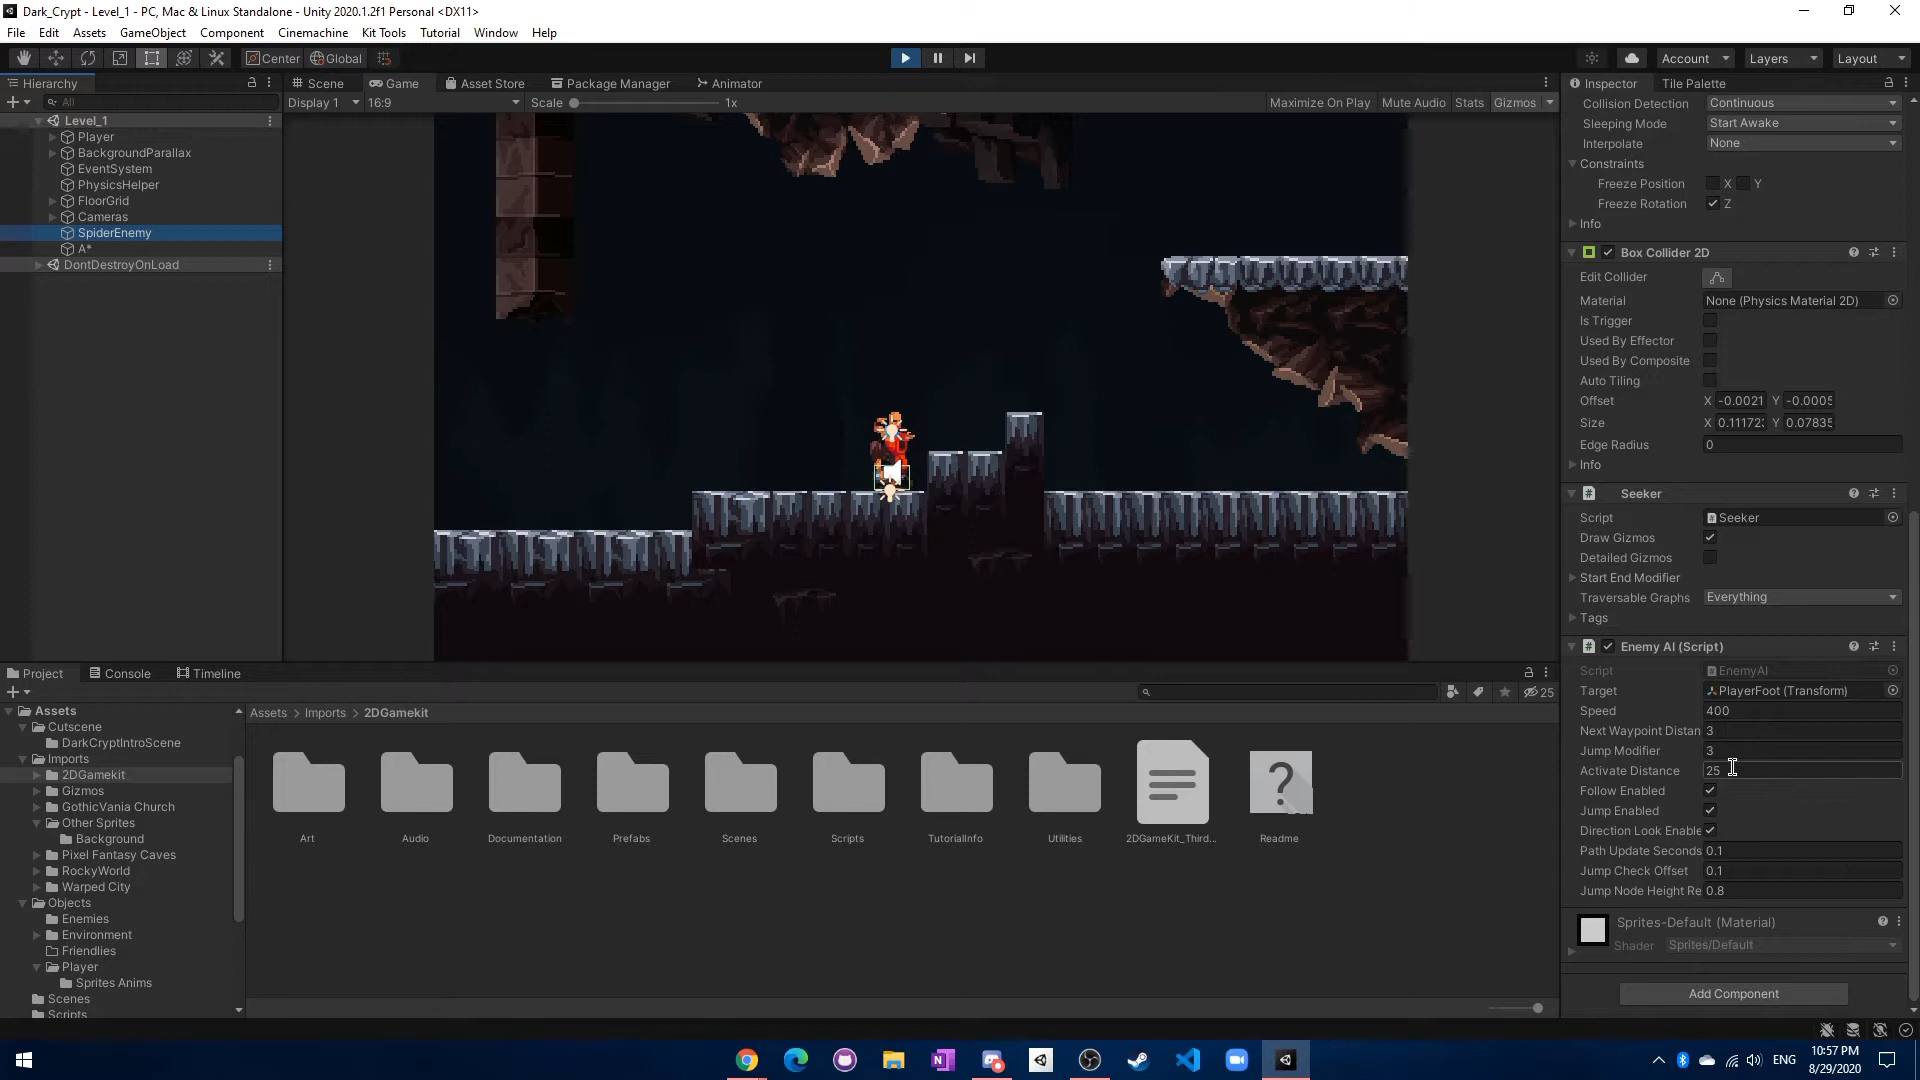 Dark_Crypt - Level_1 - PC, Mac & Linux Standalone - Unity 2020.1.2f1 Personal <DX11>
File Edit Assets GameObject Component Cinemachine Kit Tools Tutorial Window Help
Center Global Account Layers Layout
Hierarchy
All
Level_1
Player
BackgroundParallax
EventSystem
PhysicsHelper
FloorGrid
Cameras
SpiderEnemy
A*
DontDestroyOnLoad
Scene Game Asset Store Package Manager Animator
Display 1 16:9 Scale 1x Maximize On Play Mute Audio Stats Gizmos
Inspector Tile Palette
Collision Detection Continuous
Sleeping Mode Start Awake
Interpolate None
Constraints
Freeze Position X Y
Freeze Rotation Z
Info
Box Collider 2D
Edit Collider
Material None (Physics Material 2D)
Is Trigger
Used By Effector
Used By Composite
Auto Tiling
Offset X -0.0021 Y -0.0005
Size X 0.11172 Y 0.07835
Edge Radius 0
Info
Seeker
Script Seeker
Draw Gizmos
Detailed Gizmos
Start End Modifier
Traversable Graphs Everything
Tags
Enemy AI (Script)
Script EnemyAI
Target PlayerFoot (Transform)
Speed 400
Next Waypoint Distan 3
Jump Modifier 3
Activate Distance 25
Follow Enabled
Jump Enabled
Direction Look Enable
Path Update Seconds 0.1
Jump Check Offset 0.1
Jump Node Height Re 0.8
Sprites-Default (Material)
Shader Sprites/Default
Add Component
Project Console Timeline
25
Assets
Cutscene
DarkCryptIntroScene
Imports
2DGamekit
Gizmos
GothicVania Church
Other Sprites
Background
Pixel Fantasy Caves
RockyWorld
Warped City
Objects
Enemies
Environment
Friendlies
Player
Sprites Anims
Scenes
Scripts
Assets Imports 2DGamekit
Art Audio Documentation Prefabs Scenes Scripts TutorialInfo Utilities 2DGameKit_Third... Readme
ENG
10:57 PM
8/29/2020